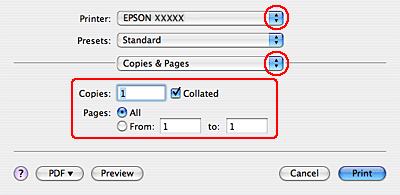 Printer: EPSON XXXXX
Presets: Standard
Copies & Pages
Copies: 1 Collated
Pages: All
From: 1 to: 1
? PDF ▼ Preview Cancel Print